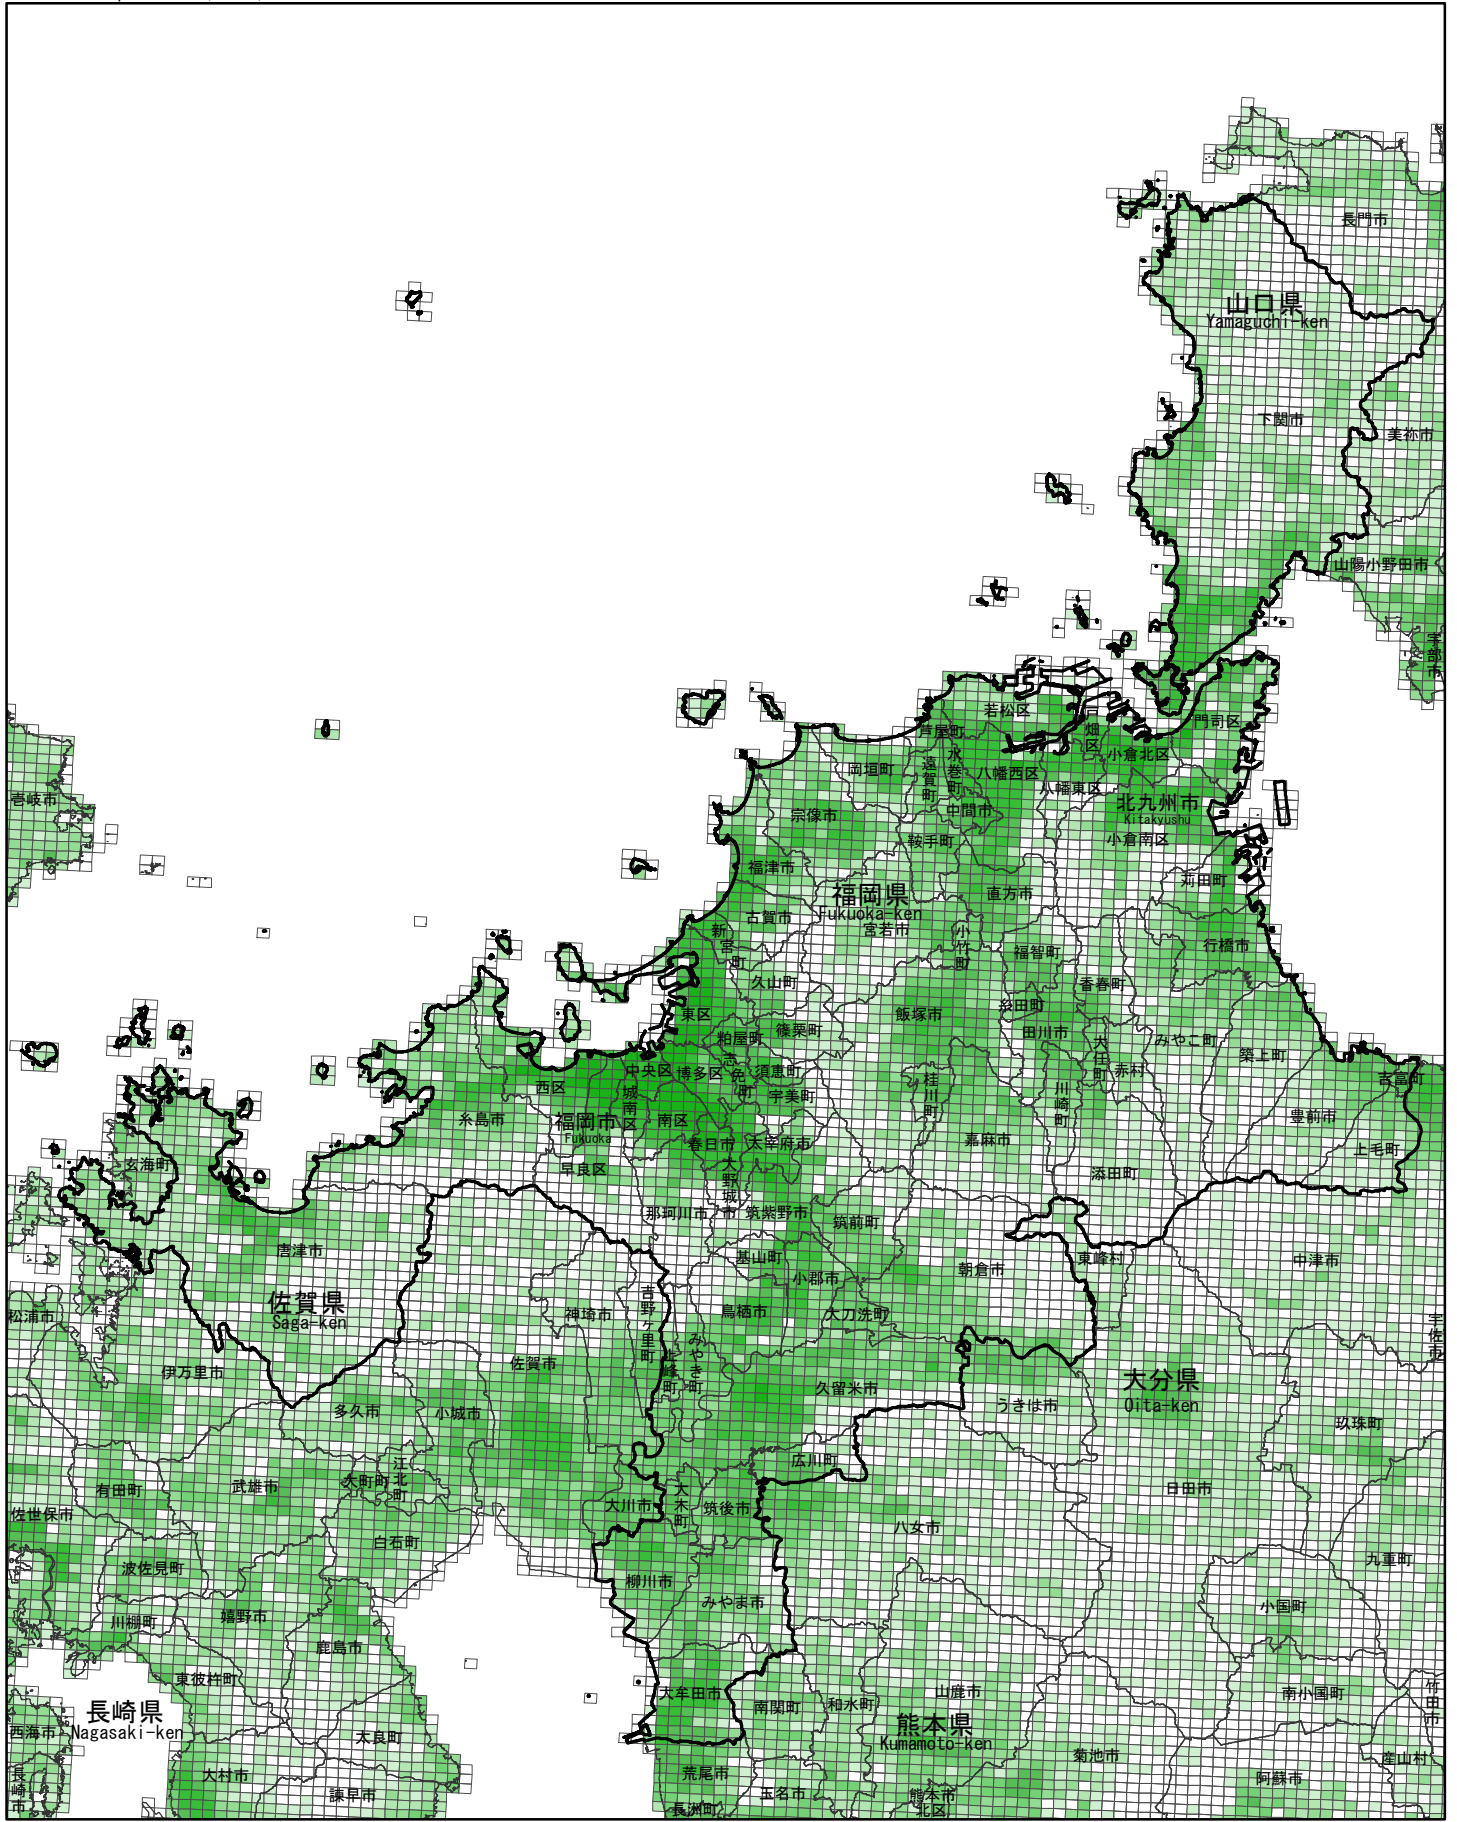 長門市
山口県
Yamaguchi-ken
下関市
美祢市
山陽小野田市
宇部市
若松区
戸畑区
門司区
芦屋町
水巻町
遠賀町
岡垣町
八幡西区
小倉北区
八幡東区
北九州市
Kitakyushu
壱岐市
宗像市
中間市
鞍手町
小倉南区
福津市
苅田町
福岡県
Fukuoka-ken
直方市
古賀市
宮若市
新宮町
小竹町
行橋市
福智町
久山町
香春町
東区
飯塚市
糸田町
篠栗町
粕屋町
田川市
大任町
みやこ町
築上町
志免町
中央区
博多区
須恵町
赤村
吉富町
西区
城南区
宇美町
桂川町
川崎町
糸島市
福岡市
Fukuoka
南区
豊前市
春日市
太宰府市
嘉麻市
上毛町
玄海町
早良区
大野城市
添田町
那珂川市
筑紫野市
筑前町
唐津市
基山町
小郡市
朝倉市
東峰村
中津市
佐賀県
Saga-ken
松浦市
神埼市
吉野ヶ里町
鳥栖市
大刀洗町
宇佐市
みやき町
上峰町
伊万里市
佐賀市
久留米市
大分県
Oita-ken
うきは市
多久市
小城市
玖珠町
広川町
有田町
武雄市
大町町
江北町
日田市
佐世保市
大川市
大木町
筑後市
八女市
白石町
波佐見町
九重町
柳川市
みやま市
小国町
川棚町
嬉野市
鹿島市
東彼杵町
大牟田市
南関町
和水町
山鹿市
南小国町
竹田市
長崎県
Nagasaki-ken
西海市
太良町
熊本県
Kumamoto-ken
菊池市
産山村
長崎市
大村市
諫早市
荒尾市
玉名市
熊本市
北区
阿蘇市
長洲町